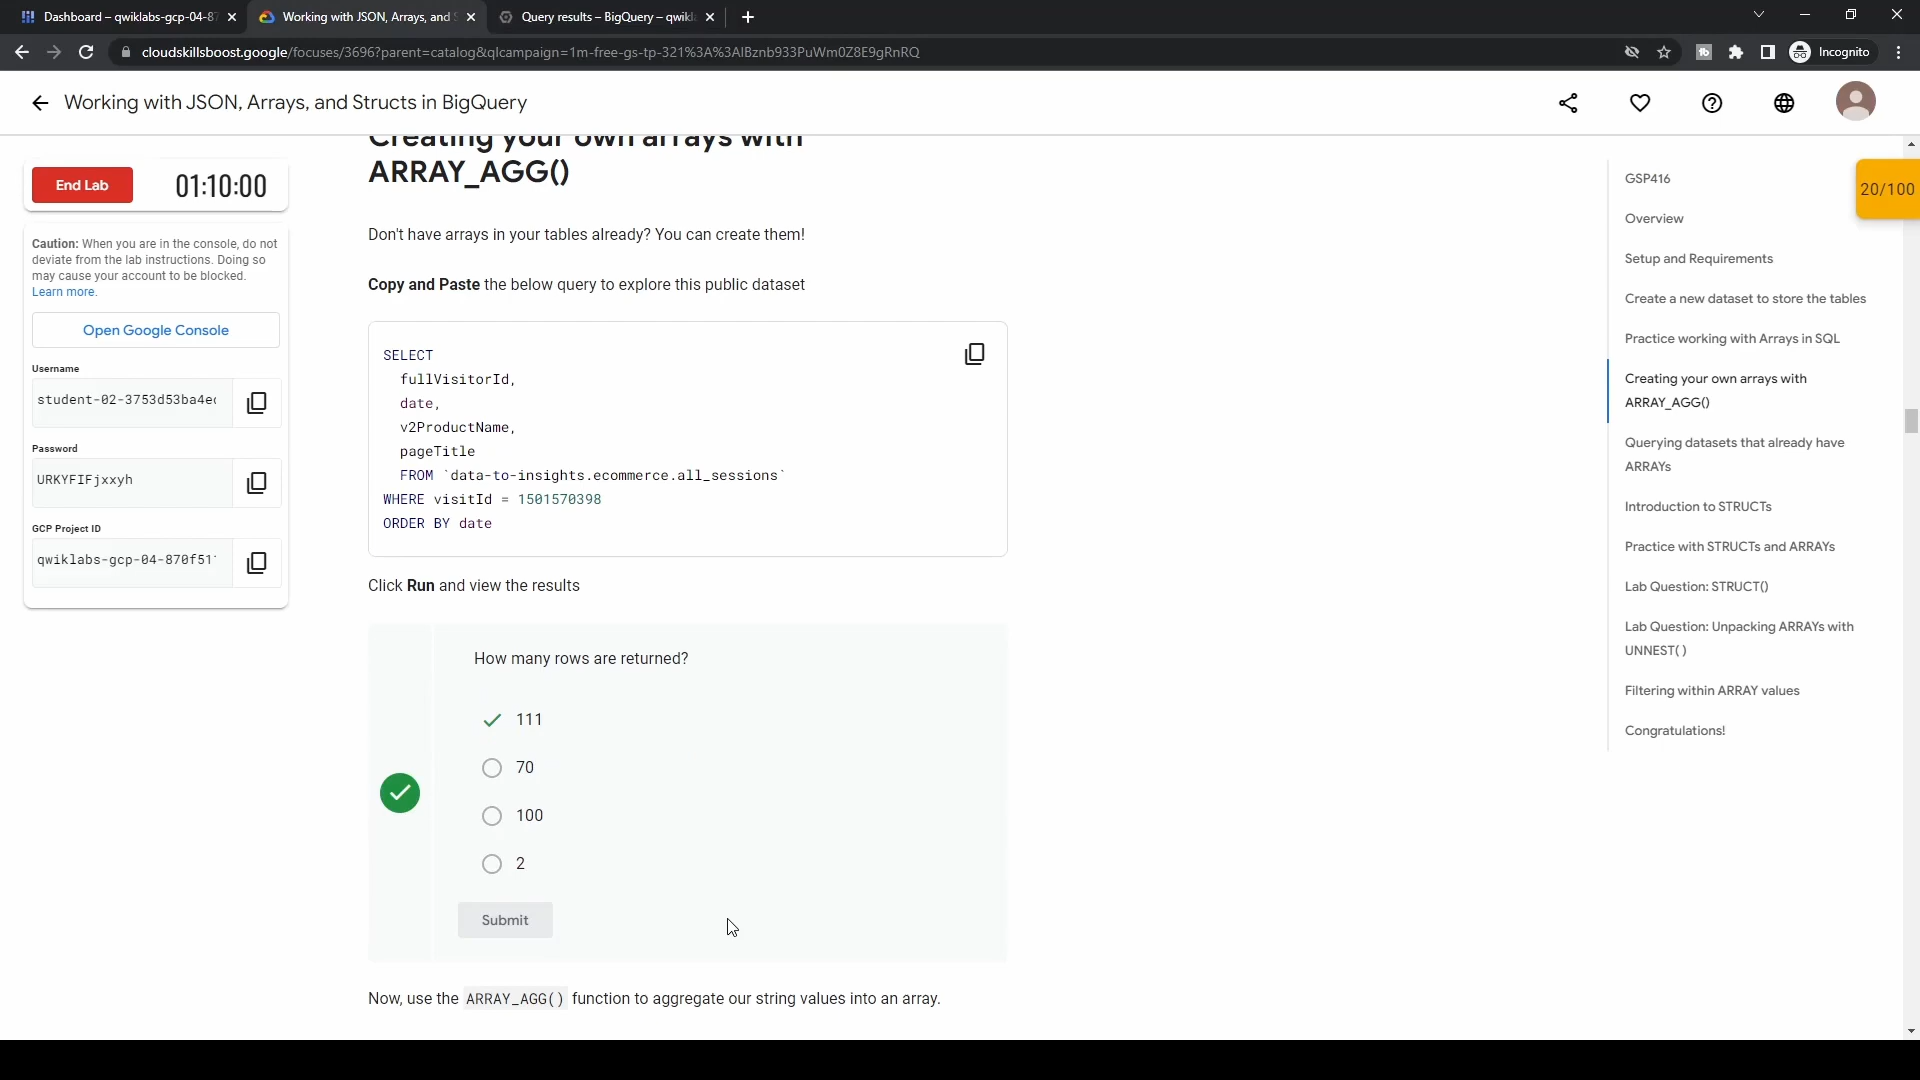 Dashboard – qwiklabs-gcp-04-87
Working with JSON, Arrays, and S
Query results – BigQuery – qwikl
cloudskillsboost.google/focuses/3696?parent=catalog&qlcampaign=1m-free-gs-tp-321%3A%3AIBznb933PuWm0Z8E9gRnRQ
Incognito
Working with JSON, Arrays, and Structs in BigQuery
End Lab
01:10:00
Caution: When you are in the console, do not
deviate from the lab instructions. Doing so
may cause your account to be blocked.
Learn more.
Open Google Console
Username
student-02-3753d53ba4e
Password
URKYFIFjxxyh
GCP Project ID
qwiklabs-gcp-04-870f51
Creating your own arrays with
ARRAY_AGG()
Don't have arrays in your tables already? You can create them!
Copy and Paste the below query to explore this public dataset
SELECT
fullVisitorId,
date,
v2ProductName,
pageTitle
FROM `data-to-insights.ecommerce.all_sessions`
WHERE visitId = 1501570398
ORDER BY date
Click Run and view the results
How many rows are returned?
111
70
100
2
Submit
Now, use the ARRAY_AGG() function to aggregate our string values into an array.
GSP416
Overview
Setup and Requirements
Create a new dataset to store the tables
Practice working with Arrays in SQL
Creating your own arrays with
ARRAY_AGG()
Querying datasets that already have
ARRAYs
Introduction to STRUCTs
Practice with STRUCTs and ARRAYs
Lab Question: STRUCT()
Lab Question: Unpacking ARRAYs with
UNNEST( )
Filtering within ARRAY values
Congratulations!
20/100